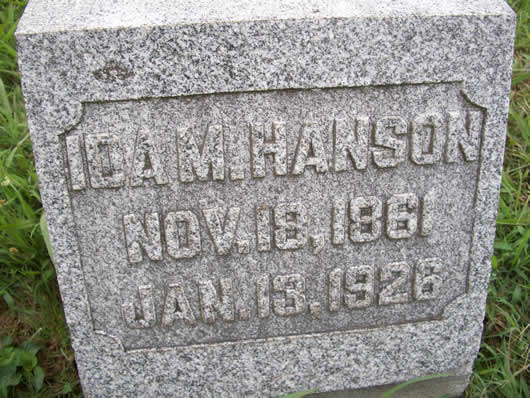 IDA M. HANSON
NOV. 18, 1861
JAN. 13, 1926